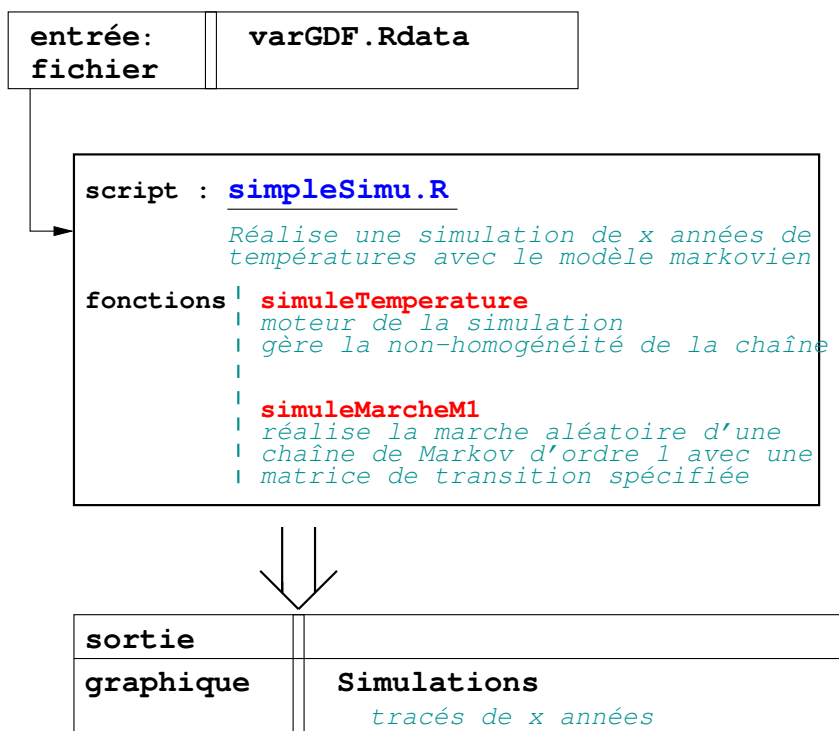 entrée: varGDF.Rdata
fichier
script : simpleSimu.R
Réalise une simulation de x années de
températures avec le modèle markovien
fonctions simuleTemperature
moteur de la simulation
gère la non-homogénéité de la chaîne
simuleMarcheM1
réalise la marche aléatoire d'une
chaîne de Markov d'ordre 1 avec une
matrice de transition spécifiée
sortie
graphique Simulations
tracés de x années